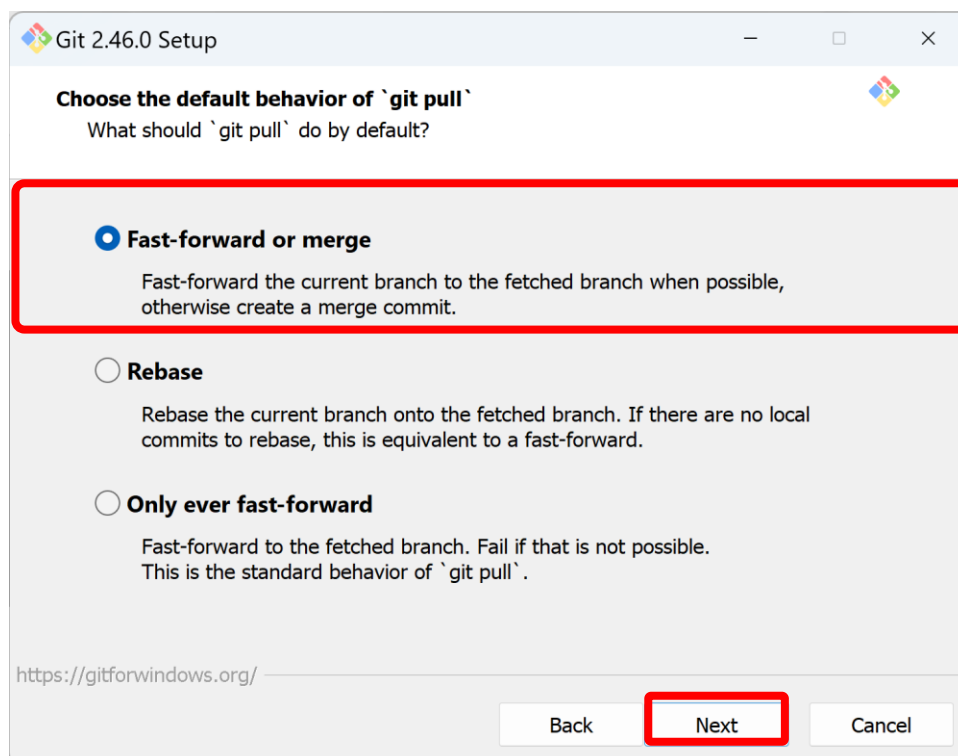 Git 2.46.0 Setup
Choose the default behavior of `git pull`
What should `git pull` do by default?
Fast-forward or merge
Fast-forward the current branch to the fetched branch when possible,
otherwise create a merge commit.
Rebase
Rebase the current branch onto the fetched branch. If there are no local
commits to rebase, this is equivalent to a fast-forward.
Only ever fast-forward
Fast-forward to the fetched branch. Fail if that is not possible.
This is the standard behavior of `git pull`.
https://gitforwindows.org/
Back Next Cancel